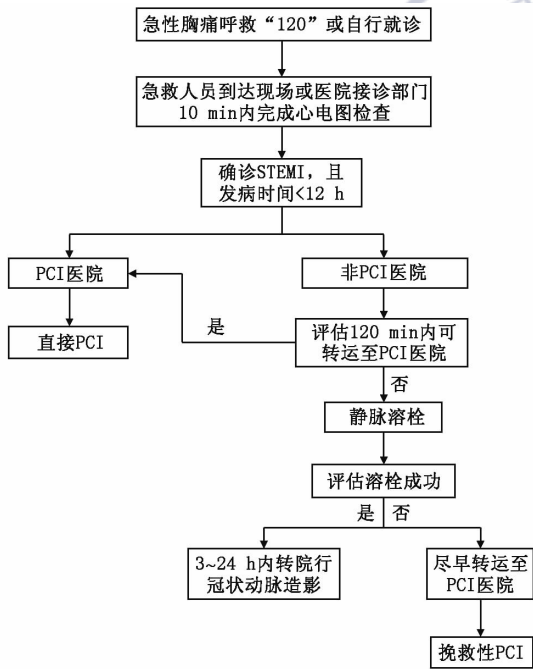 急性胸痛呼救“120”或自行就诊
急救人员到达现场或医院接诊部门
10 min内完成心电图检查
确诊STEMI，且
发病时间<12 h
PCI医院
非PCI医院
是
直接PCI
评估120 min内可
转运至PCI医院
否
静脉溶栓
评估溶栓成功
是
否
3~24 h内转院行
冠状动脉造影
尽早转运至
PCI医院
挽救性PCI